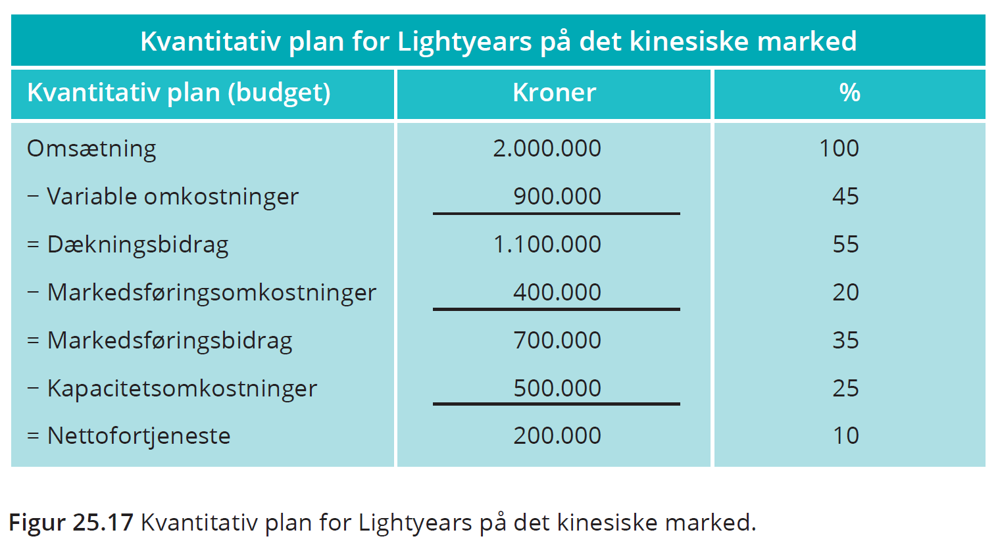 Kvantitativ plan for Lightyears på det kinesiske marked
Kvantitativ plan (budget) Kroner %
Omsætning 2.000.000 100
− Variable omkostninger 900.000 45
= Dækningsbidrag 1.100.000 55
− Markedsføringsomkostninger 400.000 20
= Markedsføringsbidrag 700.000 35
− Kapacitetsomkostninger 500.000 25
= Nettofortjeneste 200.000 10
Figur 25.17 Kvantitativ plan for Lightyears på det kinesiske marked.